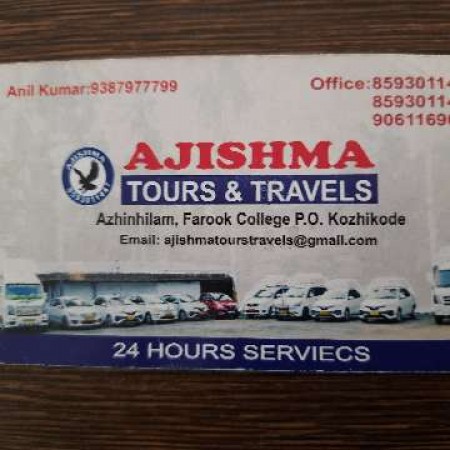 Anil Kumar:9387977799
Office:85930114
85930114
90611690
AJISHMA
AJISHMA
TOURS & TRAVELS
Azhinhilam, Farook College P.O. Kozhikode
Email: ajishmatourstravels@gmail.com
24 HOURS SERVIECS